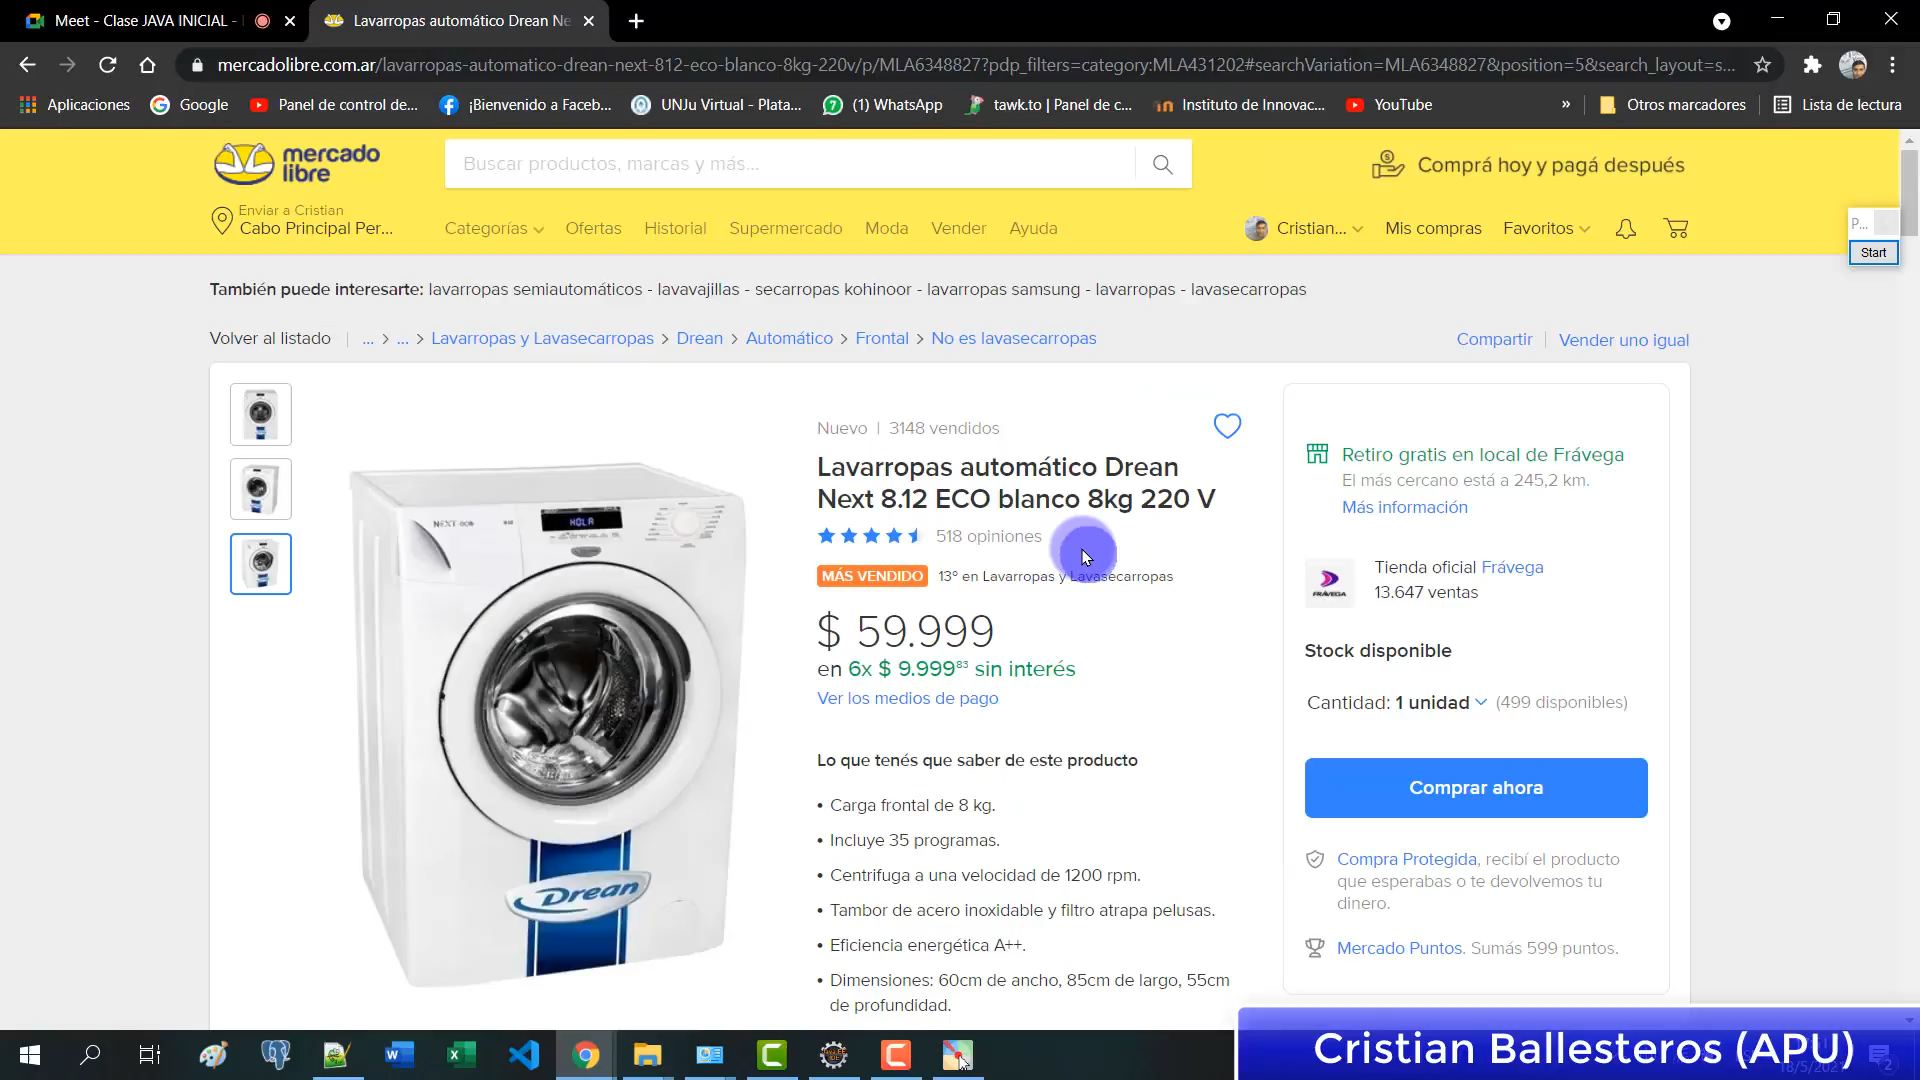 Meet - Clase JAVA INICIAL -
Lavarropas automático Drean Ne
mercadolibre.com.ar/lavarropas-automatico-drean-next-812-eco-blanco-8kg-220v/p/MLA6348827?pdp_filters=category:MLA431202#searchVariation=MLA6348827&position=5&search_layout=s...
Aplicaciones
Google
Panel de control de...
¡Bienvenido a Faceb...
UNJu Virtual - Plata...
(1) WhatsApp
tawk.to | Panel de c...
Instituto de Innovac...
YouTube
»
Otros marcadores
Lista de lectura
mercado
libre
Buscar productos, marcas y más...
Comprá hoy y pagá después
Enviar a Cristian
Cabo Principal Per...
Categorías
Ofertas
Historial
Supermercado
Moda
Vender
Ayuda
Cristian...
Mis compras
Favoritos
P...
Start
También puede interesarte: lavarropas semiautomáticos - lavavajillas - secarropas kohinoor - lavarropas samsung - lavarropas - lavasecarropas
Volver al listado | ... > ... > Lavarropas y Lavasecarropas > Drean > Automático > Frontal > No es lavasecarropas
Compartir
Vender uno igual
Nuevo | 3148 vendidos
Lavarropas automático Drean
Next 8.12 ECO blanco 8kg 220 V
518 opiniones
MÁS VENDIDO 13º en Lavarropas y Lavasecarropas
$ 59.999
en 6x $ 9.999⁸³ sin interés
Ver los medios de pago
Lo que tenés que saber de este producto
• Carga frontal de 8 kg.
• Incluye 35 programas.
• Centrifuga a una velocidad de 1200 rpm.
• Tambor de acero inoxidable y filtro atrapa pelusas.
• Eficiencia energética A++.
• Dimensiones: 60cm de ancho, 85cm de largo, 55cm
de profundidad.
NEXT eco
HOLA
Drean
Retiro gratis en local de Frávega
El más cercano está a 245,2 km.
Más información
FRAVEGA
Tienda oficial Frávega
13.647 ventas
Stock disponible
Cantidad: 1 unidad (499 disponibles)
Comprar ahora
Compra Protegida, recibí el producto
que esperabas o te devolvemos tu
dinero.
Mercado Puntos. Sumás 599 puntos.
Cristian Ballesteros (APU)